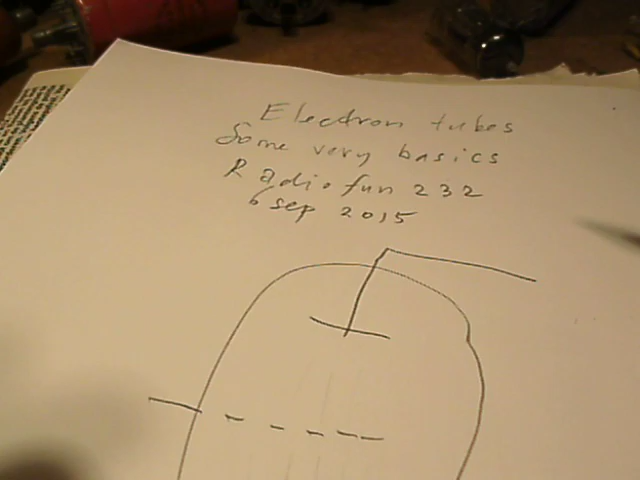 Electron tubes
Some very basics
Radiofun 232
6 sep 2015